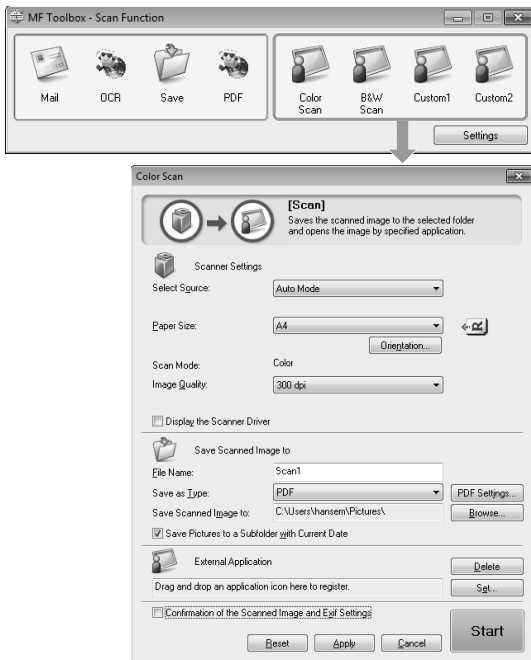 MF Toolbox - Scan Function
Mail
OCR
Save
PDF
Color
Scan
B&W
Scan
Custom1
Custom2
Settings
Color Scan
[Scan]
Saves the scanned image to the selected folder
and opens the image by specified application.
Scanner Settings
Select Source:
Auto Mode
Paper Size:
A4
R
Orientation...
Scan Mode:
Color
Image Quality:
300 dpi
Display the Scanner Driver
Save Scanned Image to
File Name:
Scan1
Save as Type:
PDF
PDF Settings...
Save Scanned Image to:
C:\Users\hansem\Pictures\
Browse...
Save Pictures to a Subfolder with Current Date
External Application
Delete
Drag and drop an application icon here to register.
Set...
Confirmation of the Scanned Image and Exif Settings
Start
Reset
Apply
Cancel